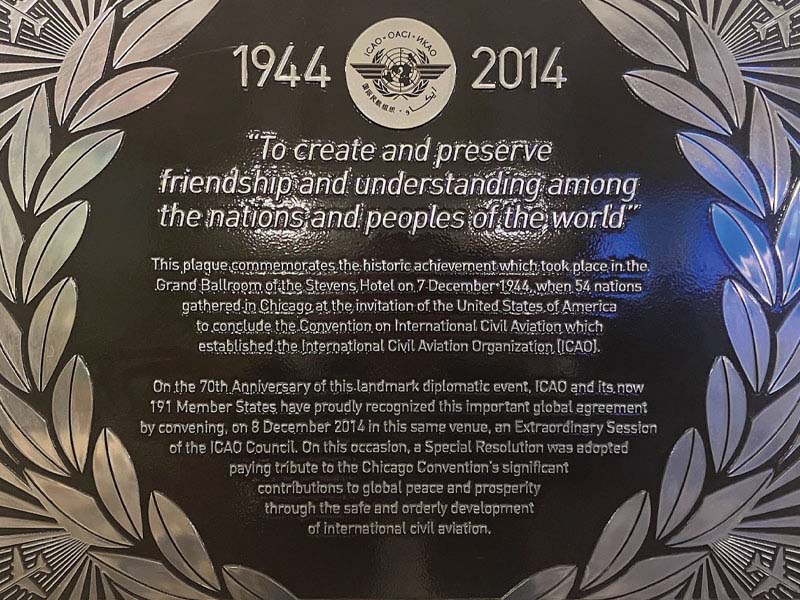 1944 2014
ICAO · OACI · ИКАО
国际民航组织 · إيكاو
"To create and preserve
friendship and understanding among
the nations and peoples of the world"
This plaque commemorates the historic achievement which took place in the
Grand Ballroom of the Stevens Hotel on 7 December 1944, when 54 nations
gathered in Chicago at the invitation of the United States of America
to conclude the Convention on International Civil Aviation which
established the International Civil Aviation Organization (ICAO).
On the 70th Anniversary of this landmark diplomatic event, ICAO and its now
191 Member States have proudly recognized this important global agreement
by convening, on 8 December 2014 in this same venue, an Extraordinary Session
of the ICAO Council. On this occasion, a Special Resolution was adopted
paying tribute to the Chicago Convention's significant
contributions to global peace and prosperity
through the safe and orderly development
of international civil aviation.